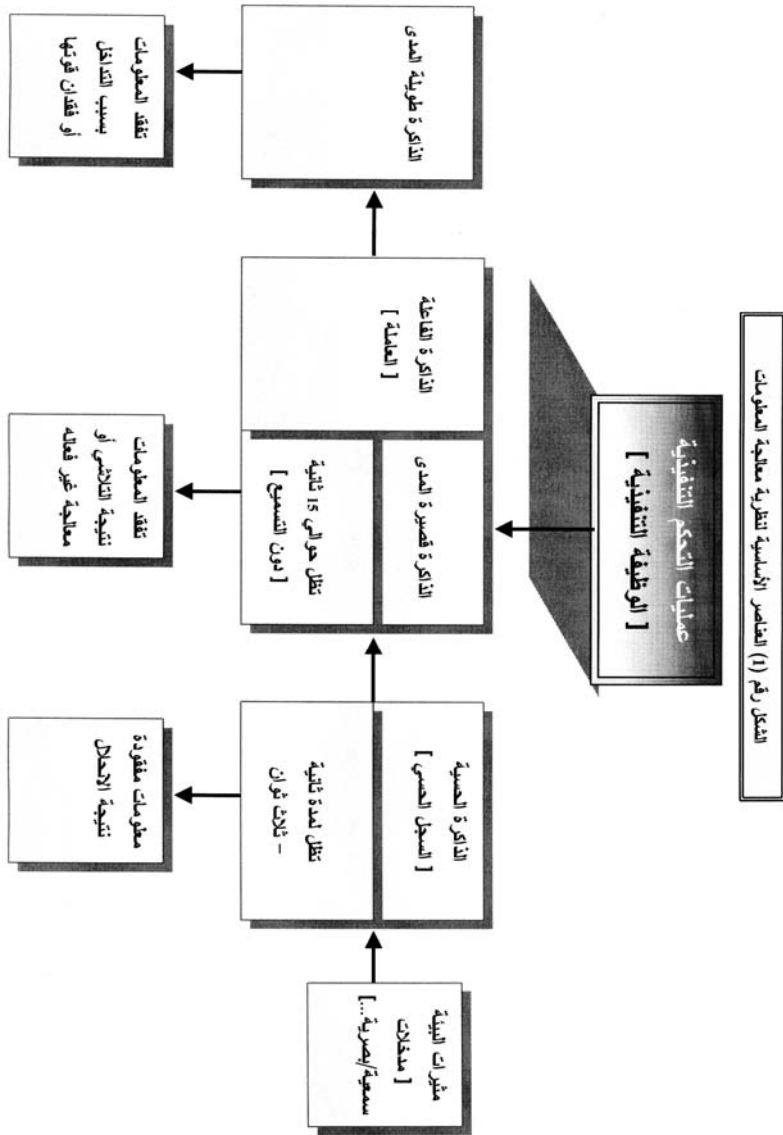 الشكل رقم (1) العناصر الأساسية لنظرية معالجة المعلومات
عمليات التحكم التنفيذية
[ الوظيفة التنفيذية ]
مثيرات البيئة
[ مدخلات
سمعية/بصرية...]
الذاكرة الحسية
[ السجل الحسي ]
تظل لمدة ثانية
– ثلاث ثوان
معلومات مفقودة
نتيجة الانحلال
الذاكرة قصيرة المدى
تظل حوالي 15 ثانية
[ دون التسميع ]
الذاكرة الفاعلة
[ العاملة ]
تفقد المعلومات
نتيجة التلاشي أو
معالجة غير فعاله
الذاكرة طويلة المدى
تفقد المعلومات
بسبب التداخل
أو فقدان قوتها